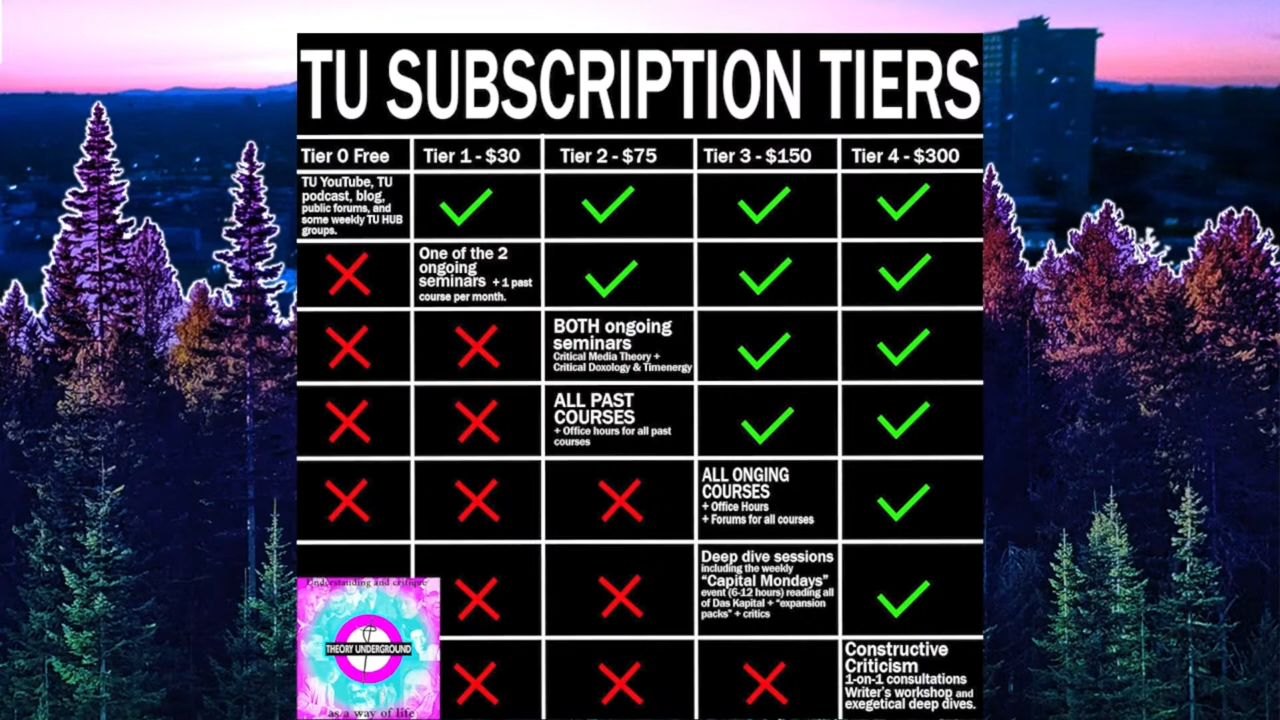 TU SUBSCRIPTION TIERS
Tier 0 Free
Tier 1 - $30
Tier 2 - $75
Tier 3 - $150
Tier 4 - $300
TU YouTube, TU
podcast, blog,
public forums, and
some weekly TU HUB
groups.
One of the 2
ongoing
seminars + 1 past
course per month.
BOTH ongoing
seminars
Critical Media Theory +
Critical Doxology & Timenergy
ALL PAST
COURSES
+ Office hours for all past
courses
ALL ONGING
COURSES
+ Office Hours
+ Forums for all courses
Deep dive sessions
including the weekly
"Capital Mondays"
event (6-12 hours) reading all
of Das Kapital + "expansion
packs" + critics
Constructive
Criticism
1-on-1 consultations
Writer's workshop and
exegetical deep dives.
Understanding and critique
THEORY UNDERGROUND
as a way of life